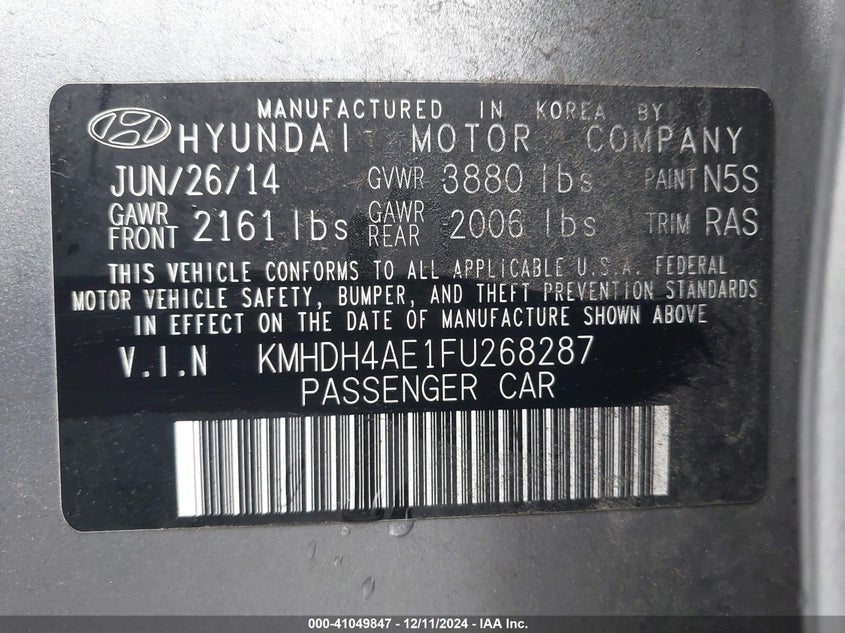 MANUFACTURED IN KOREA BY
HYUNDAI MOTOR COMPANY
JUN/26/14 GVWR 3880 lbs PAINT N5S
GAWR FRONT 2161 lbs GAWR REAR 2006 lbs TRIM RAS
THIS VEHICLE CONFORMS TO ALL APPLICABLE U.S.A. FEDERAL
MOTOR VEHICLE SAFETY, BUMPER, AND THEFT PREVENTION STANDARDS
IN EFFECT ON THE DATE OF MANUFACTURE SHOWN ABOVE
V.I.N KMHDH4AE1FU268287
PASSENGER CAR
000-41049847 - 12/11/2024 - IAA Inc.